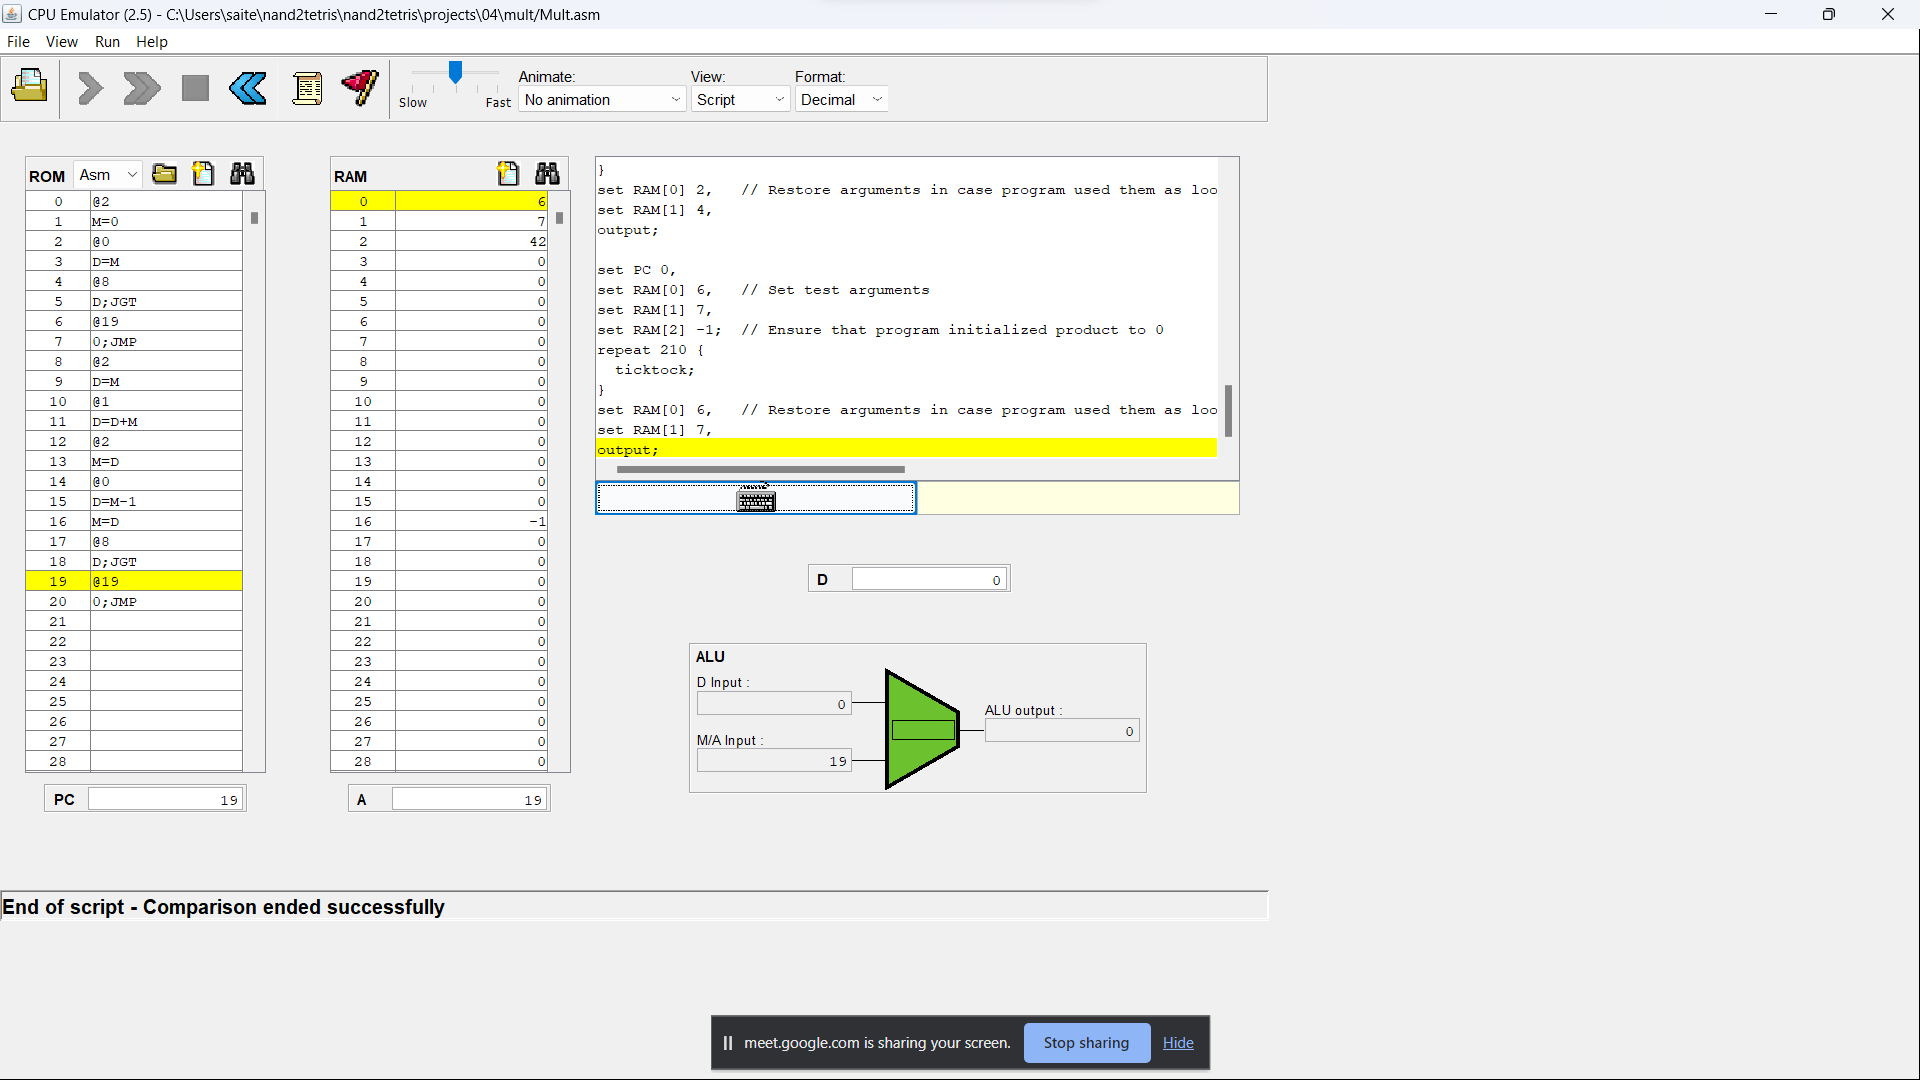 CPU Emulator (2.5) - C:\Users\saite\nand2tetris\nand2tetris\projects\04\mult/Mult.asm
File View Run Help
Slow Fast
Animate:
No animation
View:
Script
Format:
Decimal
ROM Asm
0 @2
1 M=0
2 @0
3 D=M
4 @8
5 D;JGT
6 @19
7 0;JMP
8 @2
9 D=M
10 @1
11 D=D+M
12 @2
13 M=D
14 @0
15 D=M-1
16 M=D
17 @8
18 D;JGT
19 @19
20 0;JMP
21
22
23
24
25
26
27
28
PC 19
RAM
0 6
1 7
2 42
3 0
4 0
5 0
6 0
7 0
8 0
9 0
10 0
11 0
12 0
13 0
14 0
15 0
16 -1
17 0
18 0
19 0
20 0
21 0
22 0
23 0
24 0
25 0
26 0
27 0
28 0
A 19
}
set RAM[0] 2, // Restore arguments in case program used them as loo
set RAM[1] 4,
output;
set PC 0,
set RAM[0] 6, // Set test arguments
set RAM[1] 7,
set RAM[2] -1; // Ensure that program initialized product to 0
repeat 210 {
ticktock;
}
set RAM[0] 6, // Restore arguments in case program used them as loo
set RAM[1] 7,
output;
D 0
ALU
D Input :
0
M/A Input :
19
ALU output :
0
End of script - Comparison ended successfully
meet.google.com is sharing your screen. Stop sharing Hide